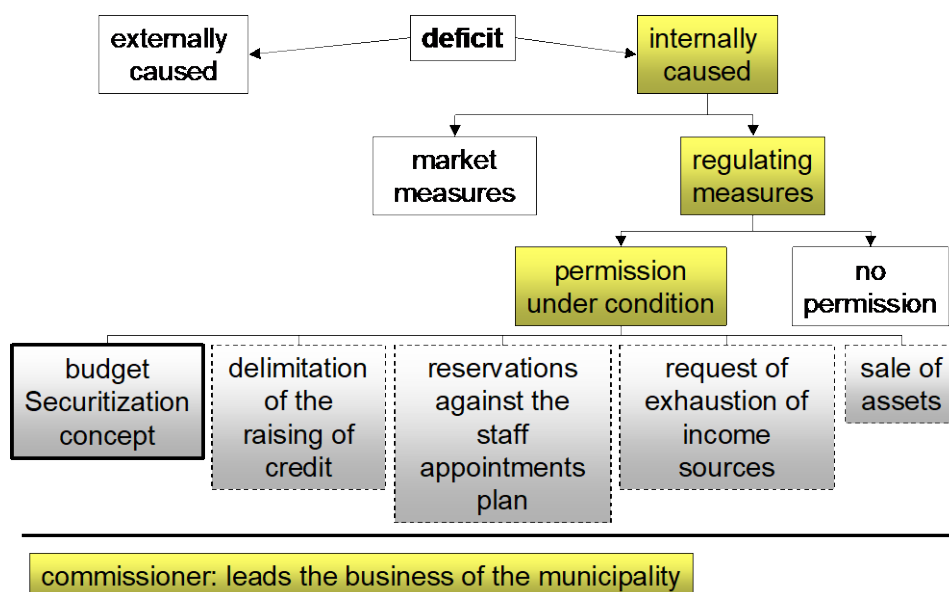 externally
caused
deficit
internally
caused
market
measures
regulating
measures
permission
under condition
no
permission
budget
Securitization
concept
delimitation
of the
raising of
credit
reservations
against the
staff
appointments
plan
request of
exhaustion of
income
sources
sale of
assets
commissioner: leads the business of the municipality